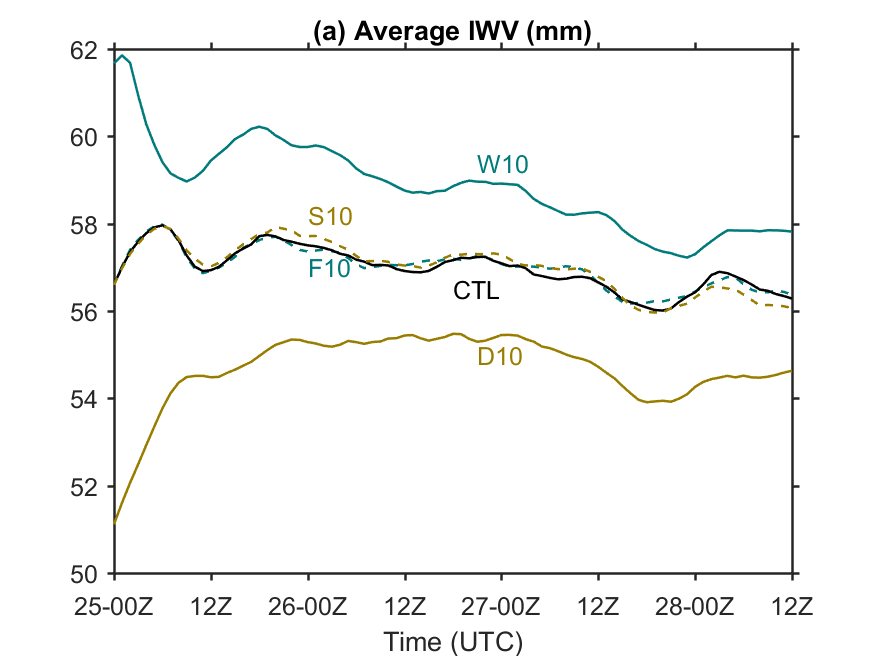 (a) Average IWV (mm)
62
60
58
56
54
52
50
W10
S10
F10
CTL
D10
25-00Z 12Z 26-00Z 12Z 27-00Z 12Z 28-00Z 12Z
Time (UTC)